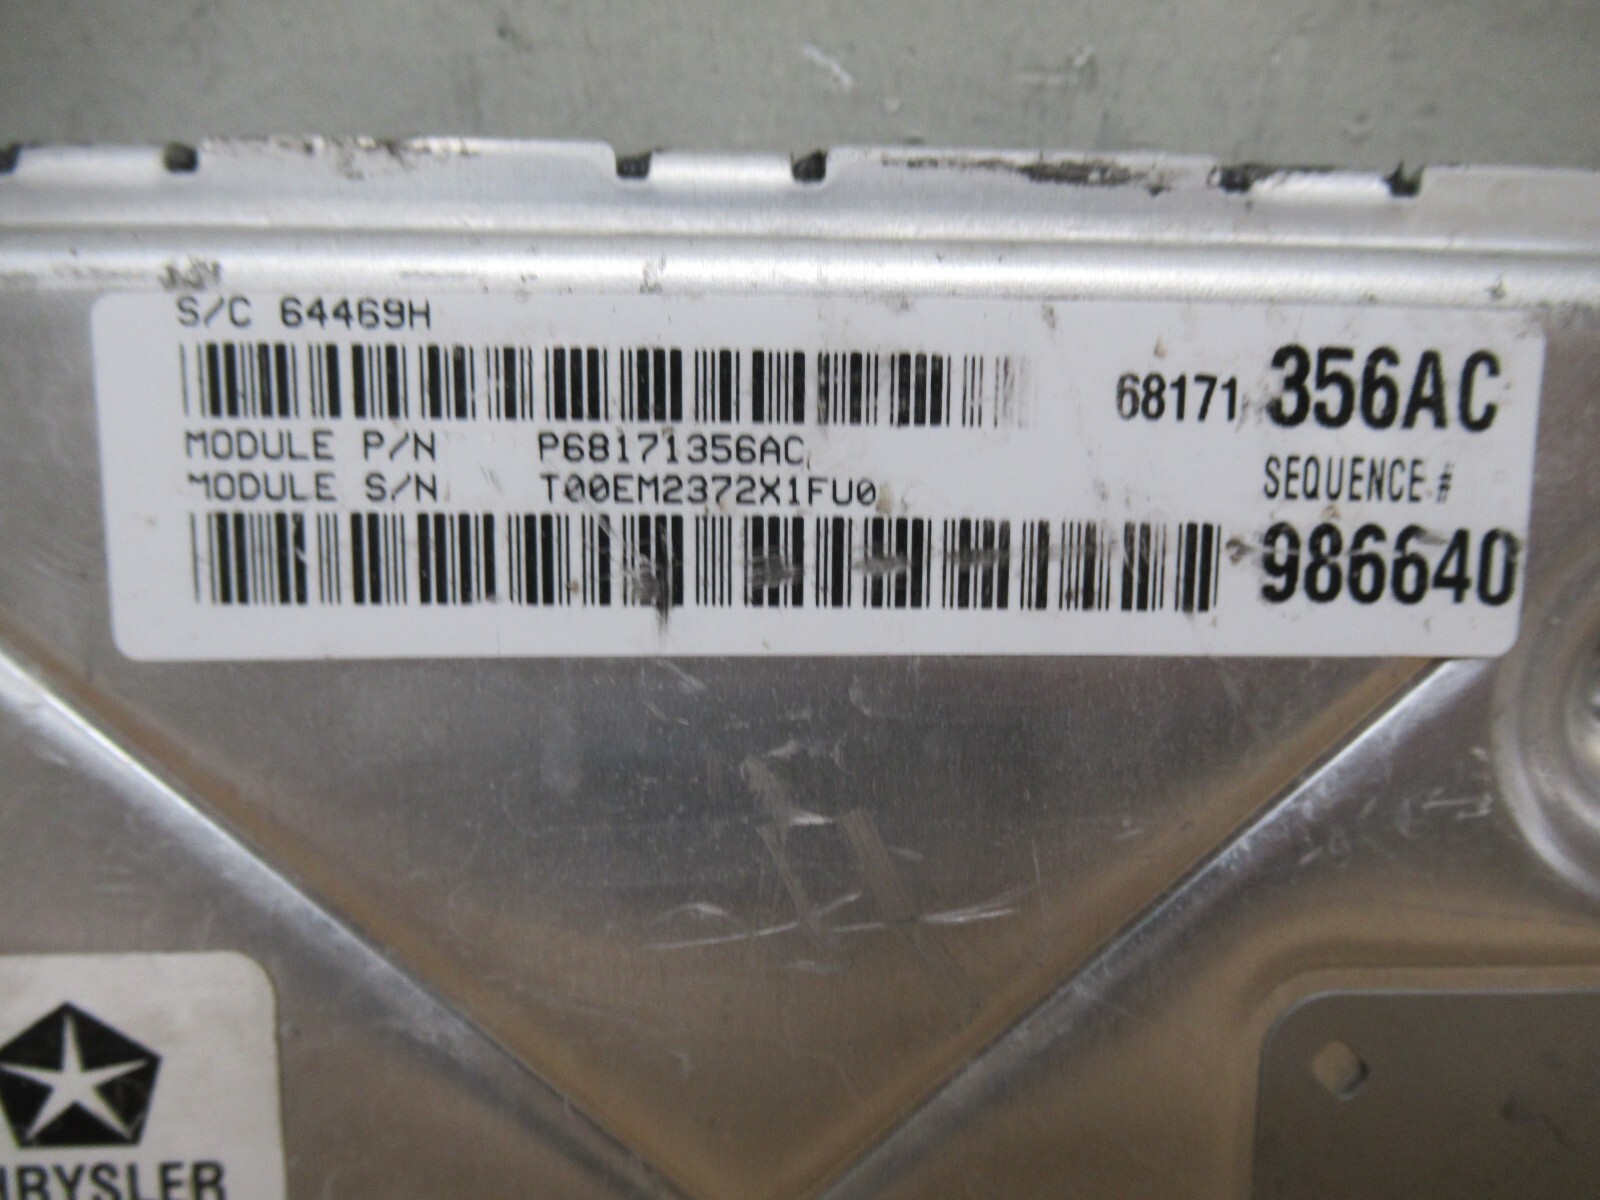 S/C 64469H
68171 356AC
MODULE P/N P68171356AC
MODULE S/N T00EM2372X1FU0
SEQUENCE #
986640
HRYSLER